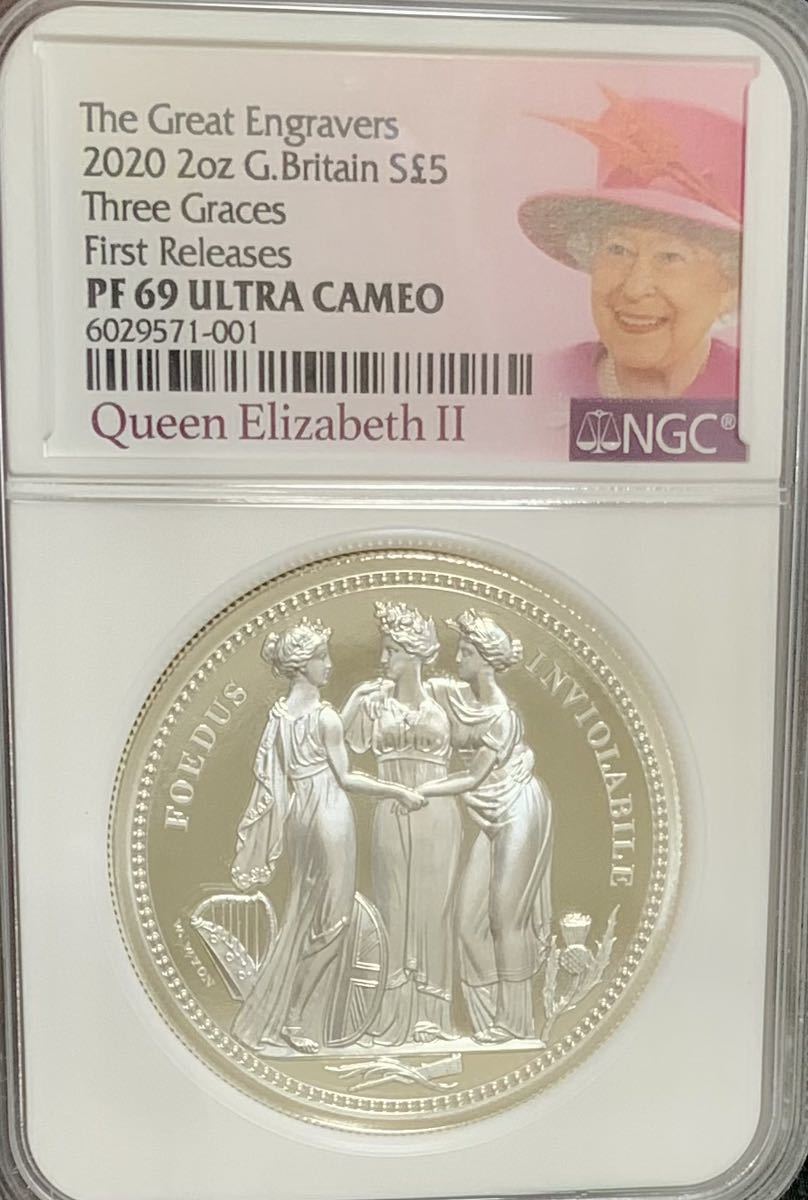 The Great Engravers
2020 2oz G.Britain S£5
Three Graces
First Releases
PF 69 ULTRA CAMEO
6029571-001
Queen Elizabeth II
NGC®
FOEDUS
INVIOLABILE
W. WYON